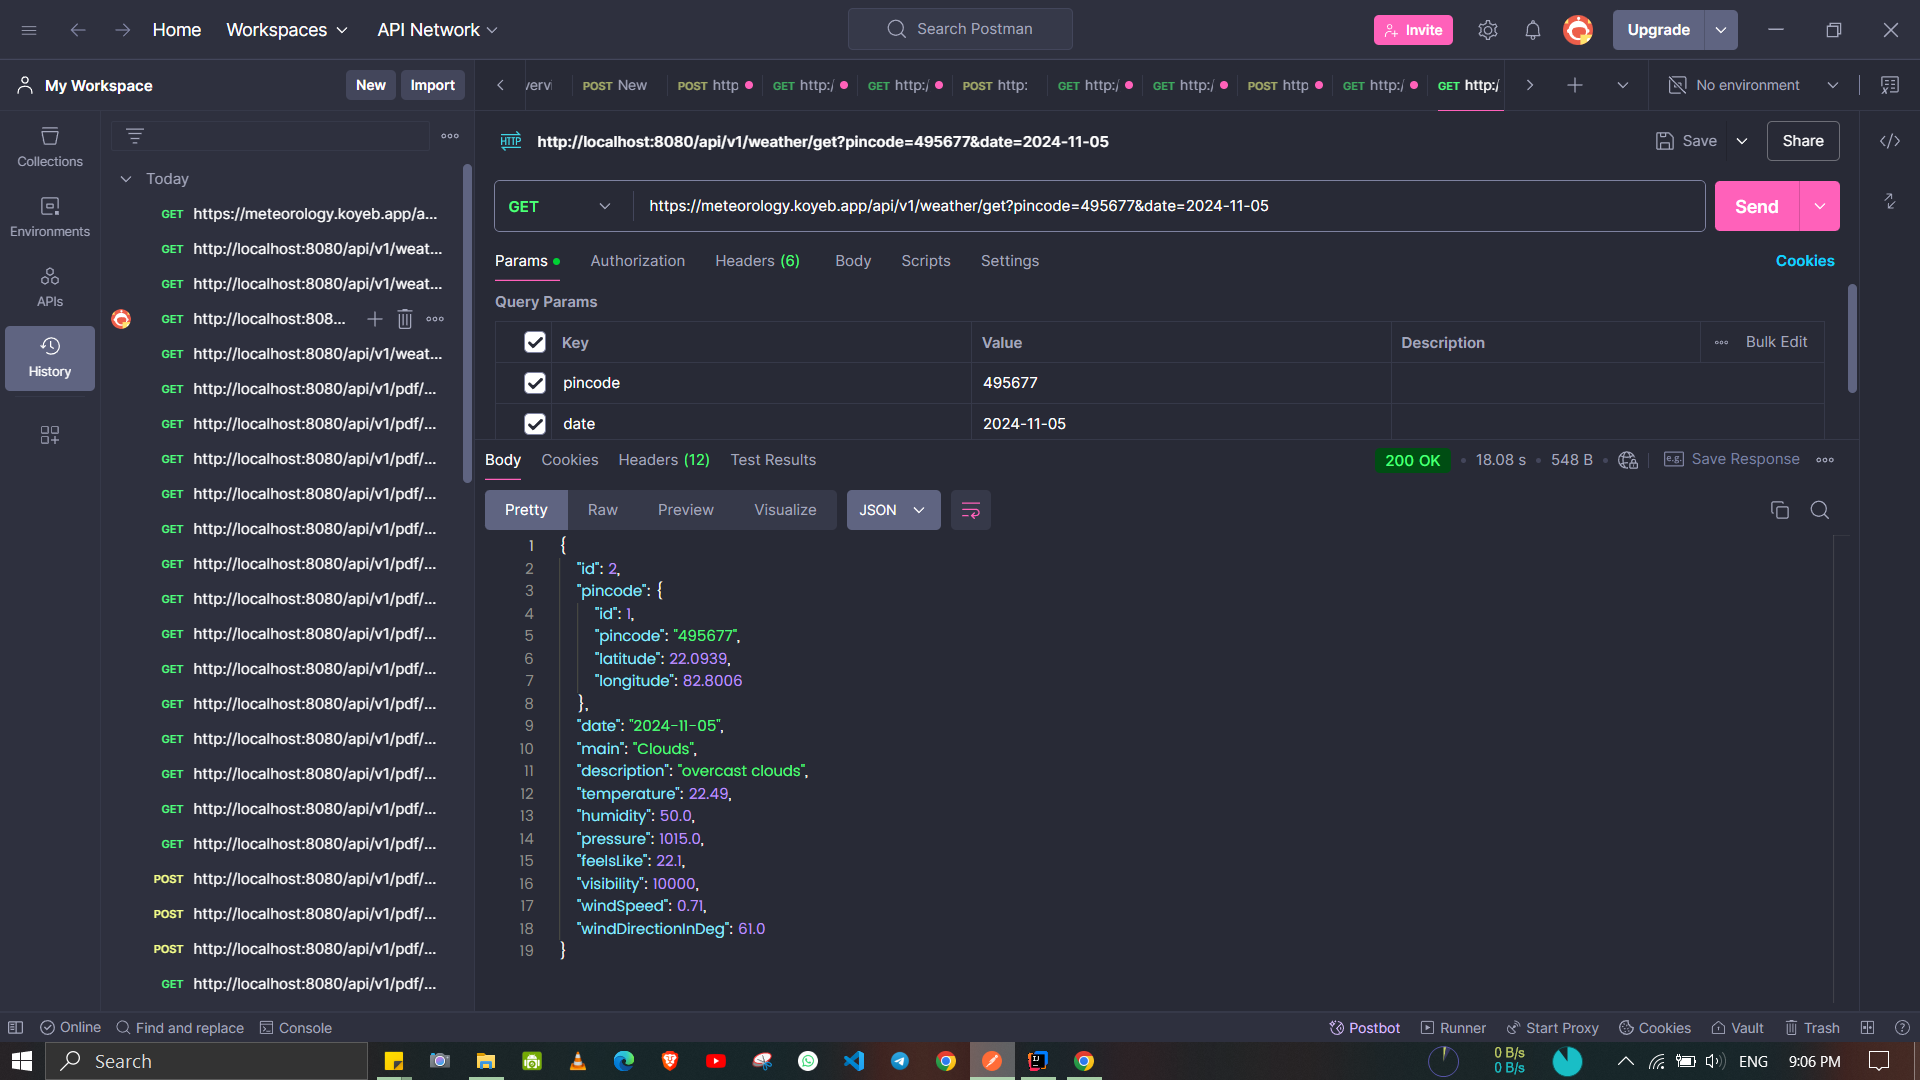 Home Workspaces API Network Search Postman Invite Upgrade
My Workspace New Import
POST New POST http GET http:/ GET http:/ POST http: GET http:/ GET http:/ POST http GET http:/ GET http:/ No environment
Collections
Environments
APIs
History
Today
GET https://meteorology.koyeb.app/a...
GET http://localhost:8080/api/v1/weat...
GET http://localhost:8080/api/v1/weat...
GET http://localhost:808...
GET http://localhost:8080/api/v1/weat...
GET http://localhost:8080/api/v1/pdf/...
GET http://localhost:8080/api/v1/pdf/...
GET http://localhost:8080/api/v1/pdf/...
GET http://localhost:8080/api/v1/pdf/...
GET http://localhost:8080/api/v1/pdf/...
GET http://localhost:8080/api/v1/pdf/...
GET http://localhost:8080/api/v1/pdf/...
GET http://localhost:8080/api/v1/pdf/...
GET http://localhost:8080/api/v1/pdf/...
GET http://localhost:8080/api/v1/pdf/...
GET http://localhost:8080/api/v1/pdf/...
GET http://localhost:8080/api/v1/pdf/...
GET http://localhost:8080/api/v1/pdf/...
GET http://localhost:8080/api/v1/pdf/...
POST http://localhost:8080/api/v1/pdf/...
POST http://localhost:8080/api/v1/pdf/...
POST http://localhost:8080/api/v1/pdf/...
GET http://localhost:8080/api/v1/pdf/...
HTTP http://localhost:8080/api/v1/weather/get?pincode=495677&date=2024-11-05 Save Share
GET https://meteorology.koyeb.app/api/v1/weather/get?pincode=495677&date=2024-11-05 Send
Params Authorization Headers (6) Body Scripts Settings Cookies
Query Params
Key Value Description Bulk Edit
pincode 495677
date 2024-11-05
Body Cookies Headers (12) Test Results 200 OK 18.08 s 548 B e.g. Save Response
Pretty Raw Preview Visualize JSON
1 {
2 "id": 2,
3 "pincode": {
4 "id": 1,
5 "pincode": "495677",
6 "latitude": 22.0939,
7 "longitude": 82.8006
8 },
9 "date": "2024-11-05",
10 "main": "Clouds",
11 "description": "overcast clouds",
12 "temperature": 22.49,
13 "humidity": 50.0,
14 "pressure": 1015.0,
15 "feelsLike": 22.1,
16 "visibility": 10000,
17 "windSpeed": 0.71,
18 "windDirectionInDeg": 61.0
19 }
Online Find and replace Console Postbot Runner Start Proxy Cookies Vault Trash
Search 0 B/s ENG 9:06 PM
0 B/s